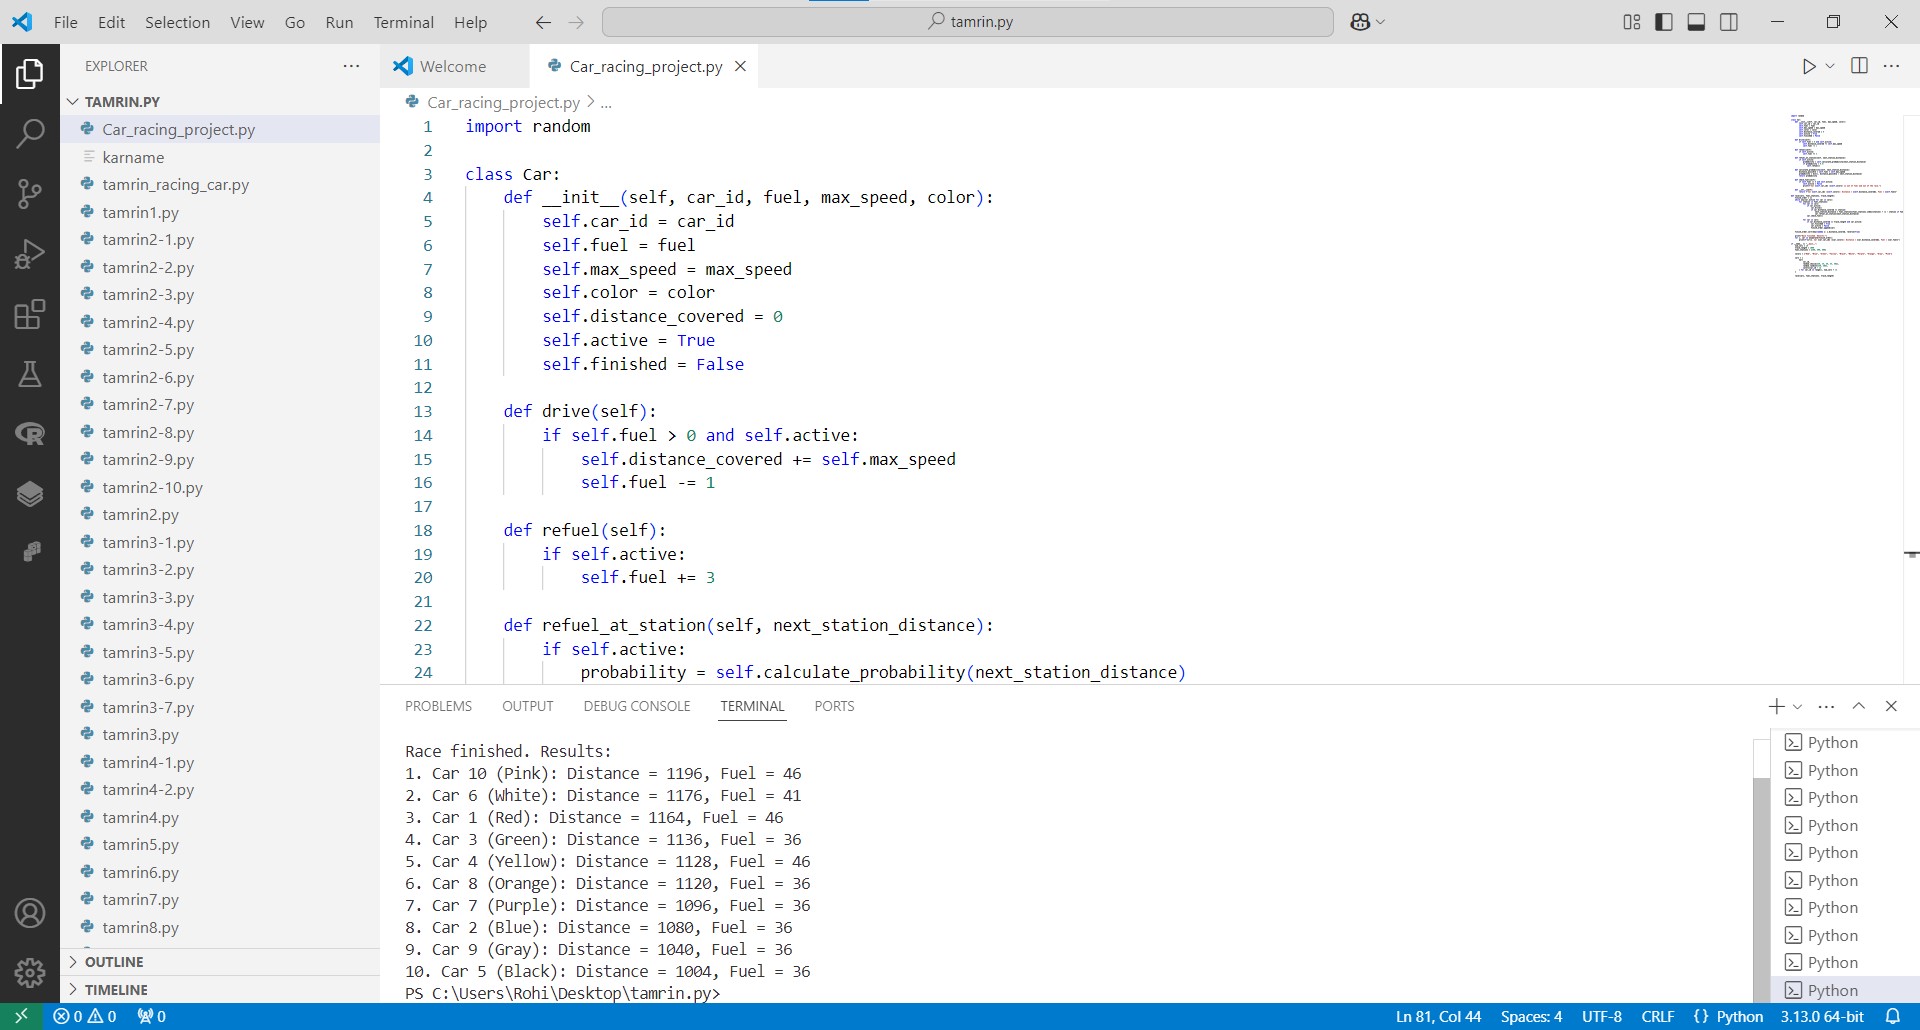 File Edit Selection View Go Run Terminal Help
tamrin.py
EXPLORER
TAMRIN.PY
Car_racing_project.py
karname
tamrin_racing_car.py
tamrin1.py
tamrin2-1.py
tamrin2-2.py
tamrin2-3.py
tamrin2-4.py
tamrin2-5.py
tamrin2-6.py
tamrin2-7.py
tamrin2-8.py
tamrin2-9.py
tamrin2-10.py
tamrin2.py
tamrin3-1.py
tamrin3-2.py
tamrin3-3.py
tamrin3-4.py
tamrin3-5.py
tamrin3-6.py
tamrin3-7.py
tamrin3.py
tamrin4-1.py
tamrin4-2.py
tamrin4.py
tamrin5.py
tamrin6.py
tamrin7.py
tamrin8.py
OUTLINE
TIMELINE
Welcome Car_racing_project.py
Car_racing_project.py > ...
1 import random
2
3 class Car:
4 def __init__(self, car_id, fuel, max_speed, color):
5 self.car_id = car_id
6 self.fuel = fuel
7 self.max_speed = max_speed
8 self.color = color
9 self.distance_covered = 0
10 self.active = True
11 self.finished = False
12
13 def drive(self):
14 if self.fuel > 0 and self.active:
15 self.distance_covered += self.max_speed
16 self.fuel -= 1
17
18 def refuel(self):
19 if self.active:
20 self.fuel += 3
21
22 def refuel_at_station(self, next_station_distance):
23 if self.active:
24 probability = self.calculate_probability(next_station_distance)
PROBLEMS OUTPUT DEBUG CONSOLE TERMINAL PORTS
Race finished. Results:
1. Car 10 (Pink): Distance = 1196, Fuel = 46
2. Car 6 (White): Distance = 1176, Fuel = 41
3. Car 1 (Red): Distance = 1164, Fuel = 46
4. Car 3 (Green): Distance = 1136, Fuel = 36
5. Car 4 (Yellow): Distance = 1128, Fuel = 46
6. Car 8 (Orange): Distance = 1120, Fuel = 36
7. Car 7 (Purple): Distance = 1096, Fuel = 36
8. Car 2 (Blue): Distance = 1080, Fuel = 36
9. Car 9 (Gray): Distance = 1040, Fuel = 36
10. Car 5 (Black): Distance = 1004, Fuel = 36
PS C:\Users\Rohi\Desktop\tamrin.py>
Python
Python
Python
Python
Python
Python
Python
Python
Python
Python
0 0 0 Ln 81, Col 44 Spaces: 4 UTF-8 CRLF {} Python 3.13.0 64-bit